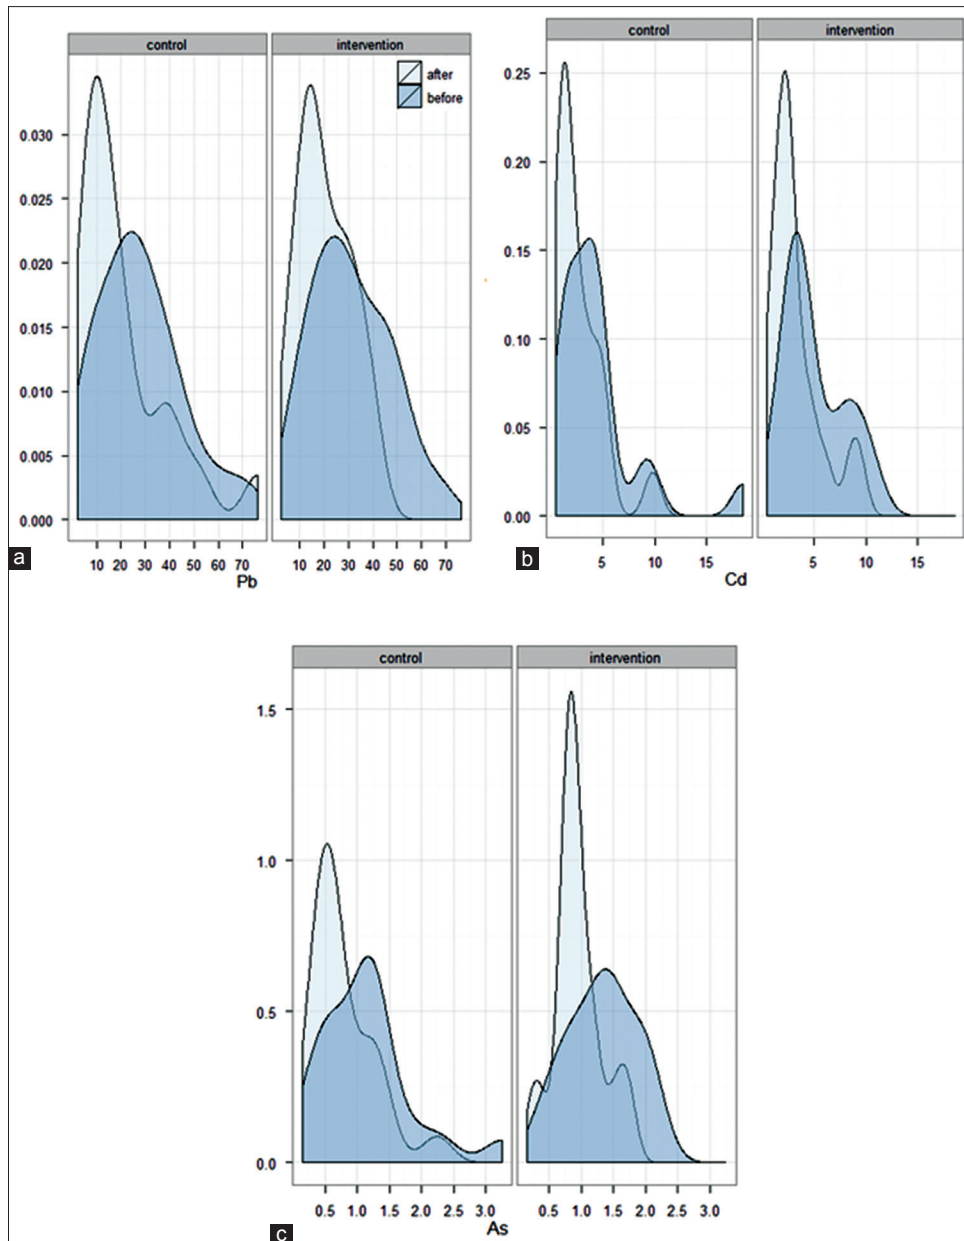 control intervention
after
before
0.030
0.025
0.020
0.015
0.010
0.005
0.000
10 20 30 40 50 60 70 10 20 30 40 50 60 70
Pb
a
control intervention
0.25
0.20
0.15
0.10
0.05
0.00
5 10 15 5 10 15
Cd
b
control intervention
1.5
1.0
0.5
0.0
0.5 1.0 1.5 2.0 2.5 3.0 0.5 1.0 1.5 2.0 2.5 3.0
As
c